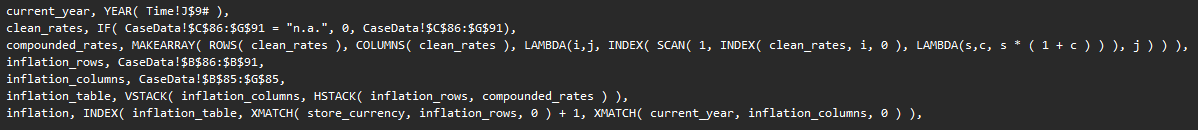 current_year, YEAR( Time!J$9# ),
clean_rates, IF( CaseData!$C$86:$G$91 = "n.a.", 0, CaseData!$C$86:$G$91),
compounded_rates, MAKEARRAY( ROWS( clean_rates ), COLUMNS( clean_rates ), LAMBDA(i,j, INDEX( SCAN( 1, INDEX( clean_rates, i, 0 ), LAMBDA(s,c, s * ( 1 + c ) ) ), j ) ) ),
inflation_rows, CaseData!$B$86:$B$91,
inflation_columns, CaseData!$B$85:$G$85,
inflation_table, VSTACK( inflation_columns, HSTACK( inflation_rows, compounded_rates ) ),
inflation, INDEX( inflation_table, XMATCH( store_currency, inflation_rows, 0 ) + 1, XMATCH( current_year, inflation_columns, 0 ) ),